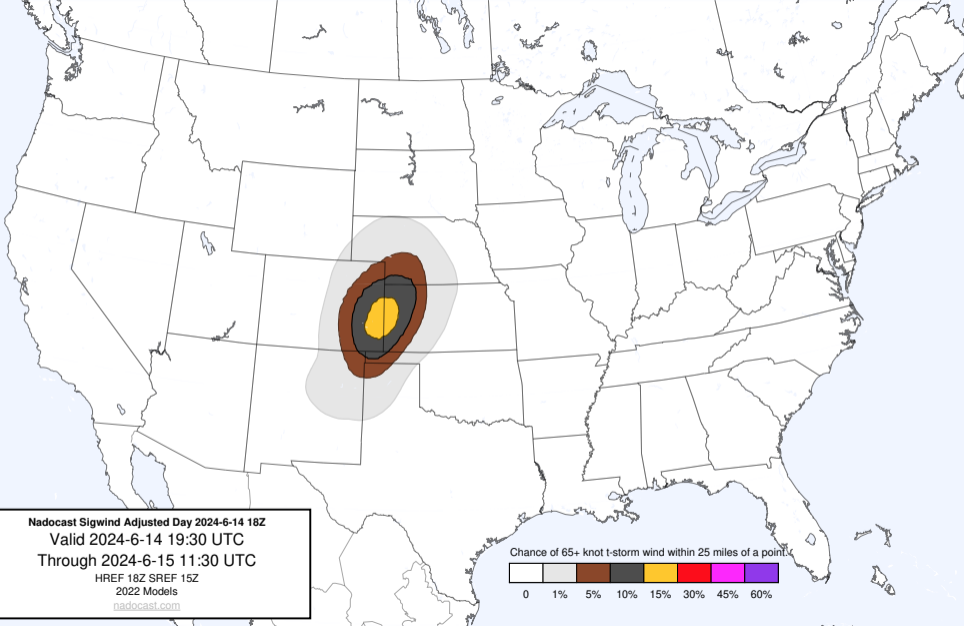 Nadocast Sigwind Adjusted Day 2024-6-14 18Z
Valid 2024-6-14 19:30 UTC
Through 2024-6-15 11:30 UTC
HREF 18Z SREF 15Z
2022 Models
nadocast.com
Chance of 65+ knot t-storm wind within 25 miles of a point.
0 1% 5% 10% 15% 30% 45% 60%